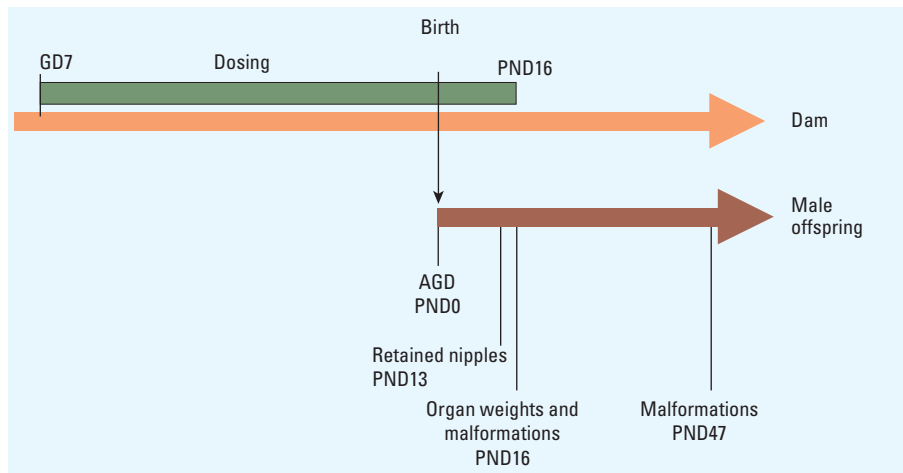 Birth
GD7
Dosing
PND16
Dam
Male
offspring
AGD
PND0
Retained nipples
PND13
Organ weights and
malformations
PND16
Malformations
PND47